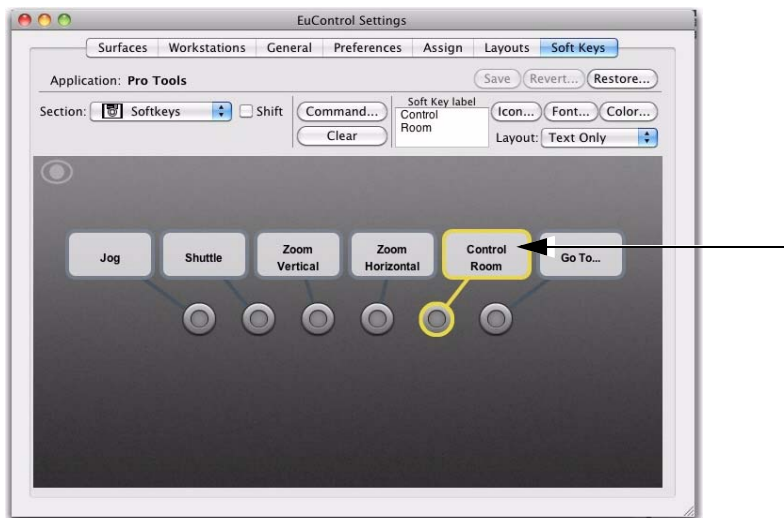 EuControl Settings
Surfaces Workstations General Preferences Assign Layouts Soft Keys
Application: Pro Tools
Save Revert... Restore...
Section: Softkeys Shift Command... Clear
Soft Key label
Control
Room
Icon... Font... Color...
Layout: Text Only
Jog
Shuttle
Zoom
Vertical
Zoom
Horizontal
Control
Room
Go To...